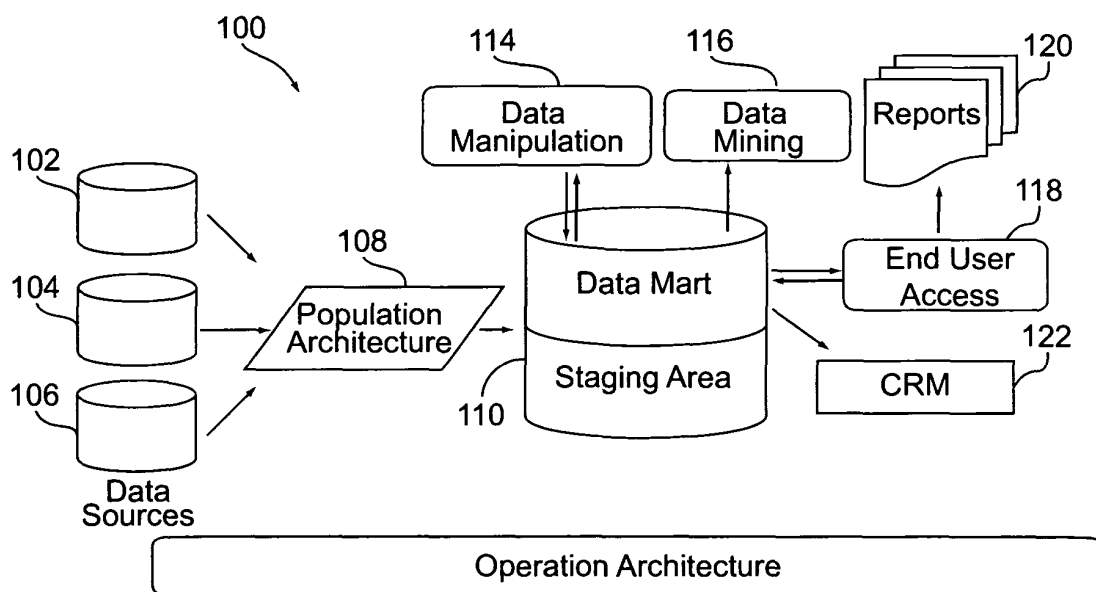 100
114
116
120
Data
Manipulation
Data
Mining
Reports
102
118
108
End User
Access
104
Data Mart
Population
Architecture
122
Staging Area
CRM
106
110
Data
Sources
Operation Architecture